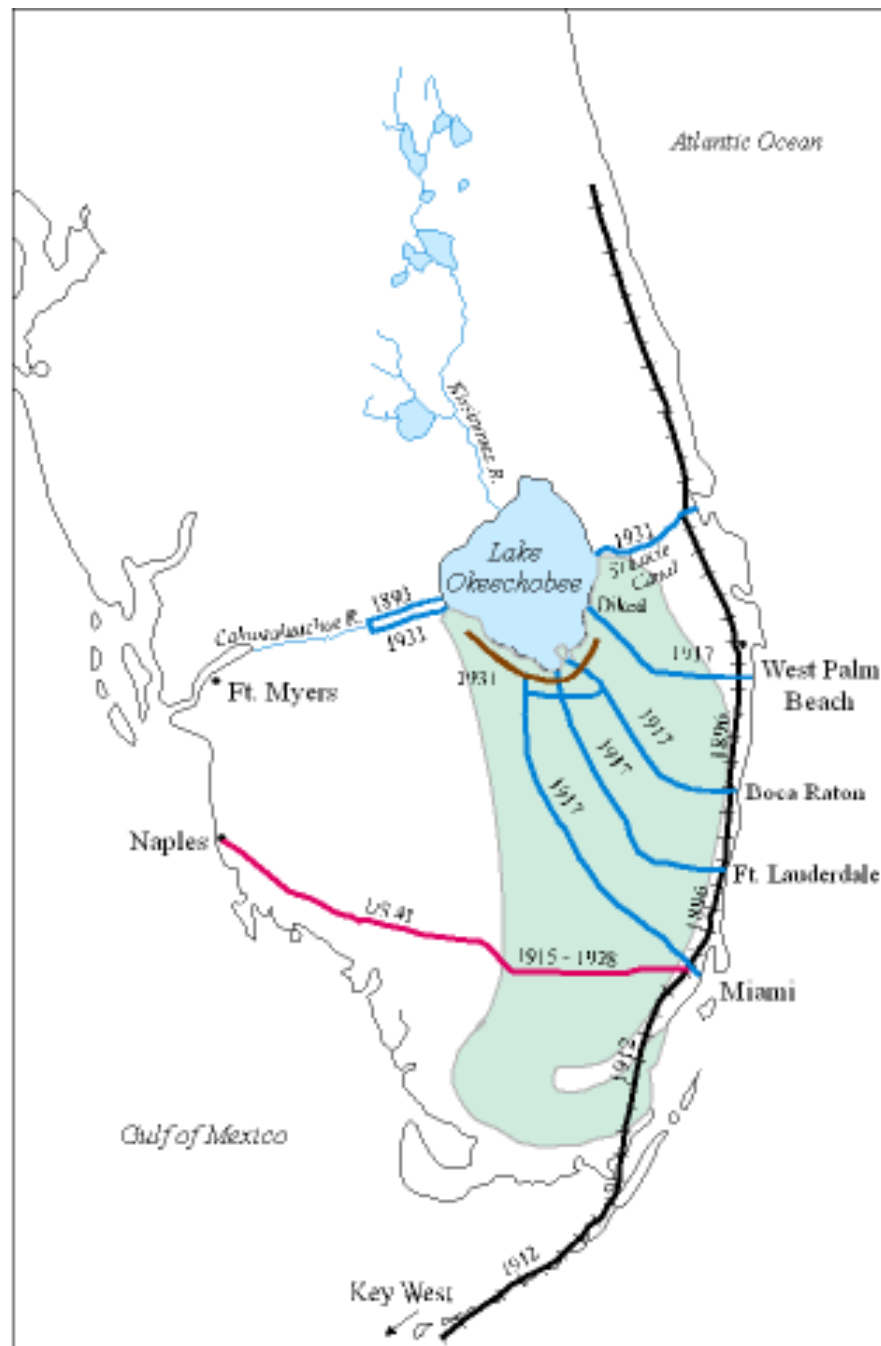 Atlantic Ocean
Kissimmee R.
Lake
Okeechobee
1933
St Lucie
Canal
Diked
1893
1933
1917
West Palm
Beach
Ft. Myers
1931
1896
1917
1917
1917
Boca Raton
Naples
Ft. Lauderdale
US 41
1896
1915 - 1928
Miami
1912
Gulf of Mexico
1912
Key West